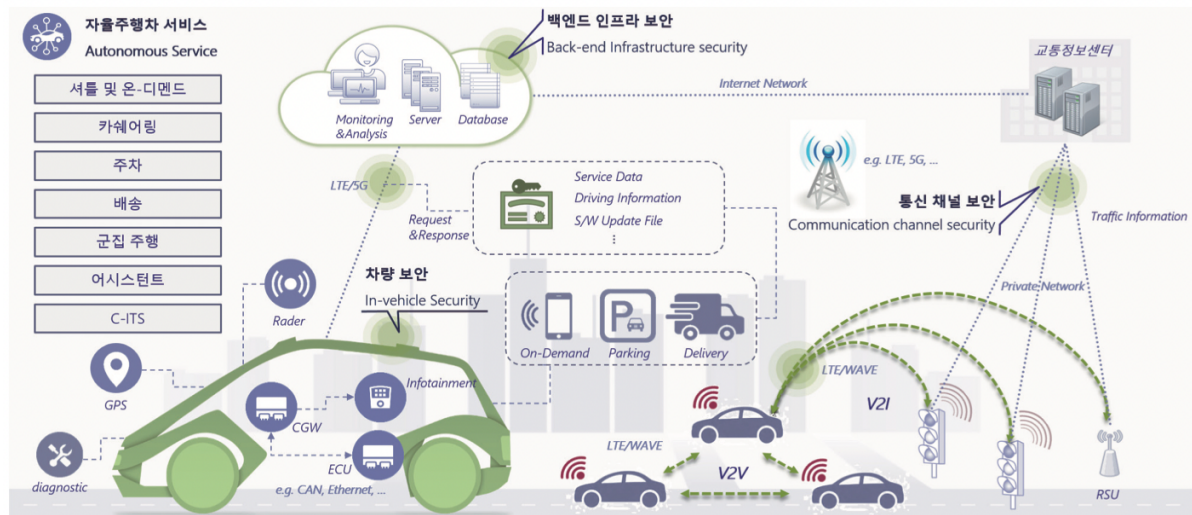 자율주행차 서비스
Autonomous Service
셔틀 및 온-디멘드
카쉐어링
주차
배송
군집 주행
어시스턴트
C-ITS
백엔드 인프라 보안
Back-end Infrastructure security
Monitoring
&Analysis
Server
Database
Internet Network
교통정보센터
LTE/5G
Request
&Response
Service Data
Driving Information
S/W Update File
⋮
e.g. LTE, 5G, ...
통신 채널 보안
Communication channel security
Traffic Information
Private Network
차량 보안
In-vehicle Security
On-Demand
Parking
Delivery
Rader
GPS
diagnostic
CGW
Infotainment
ECU
e.g. CAN, Ethernet, ...
LTE/WAVE
V2I
LTE/WAVE
V2V
RSU